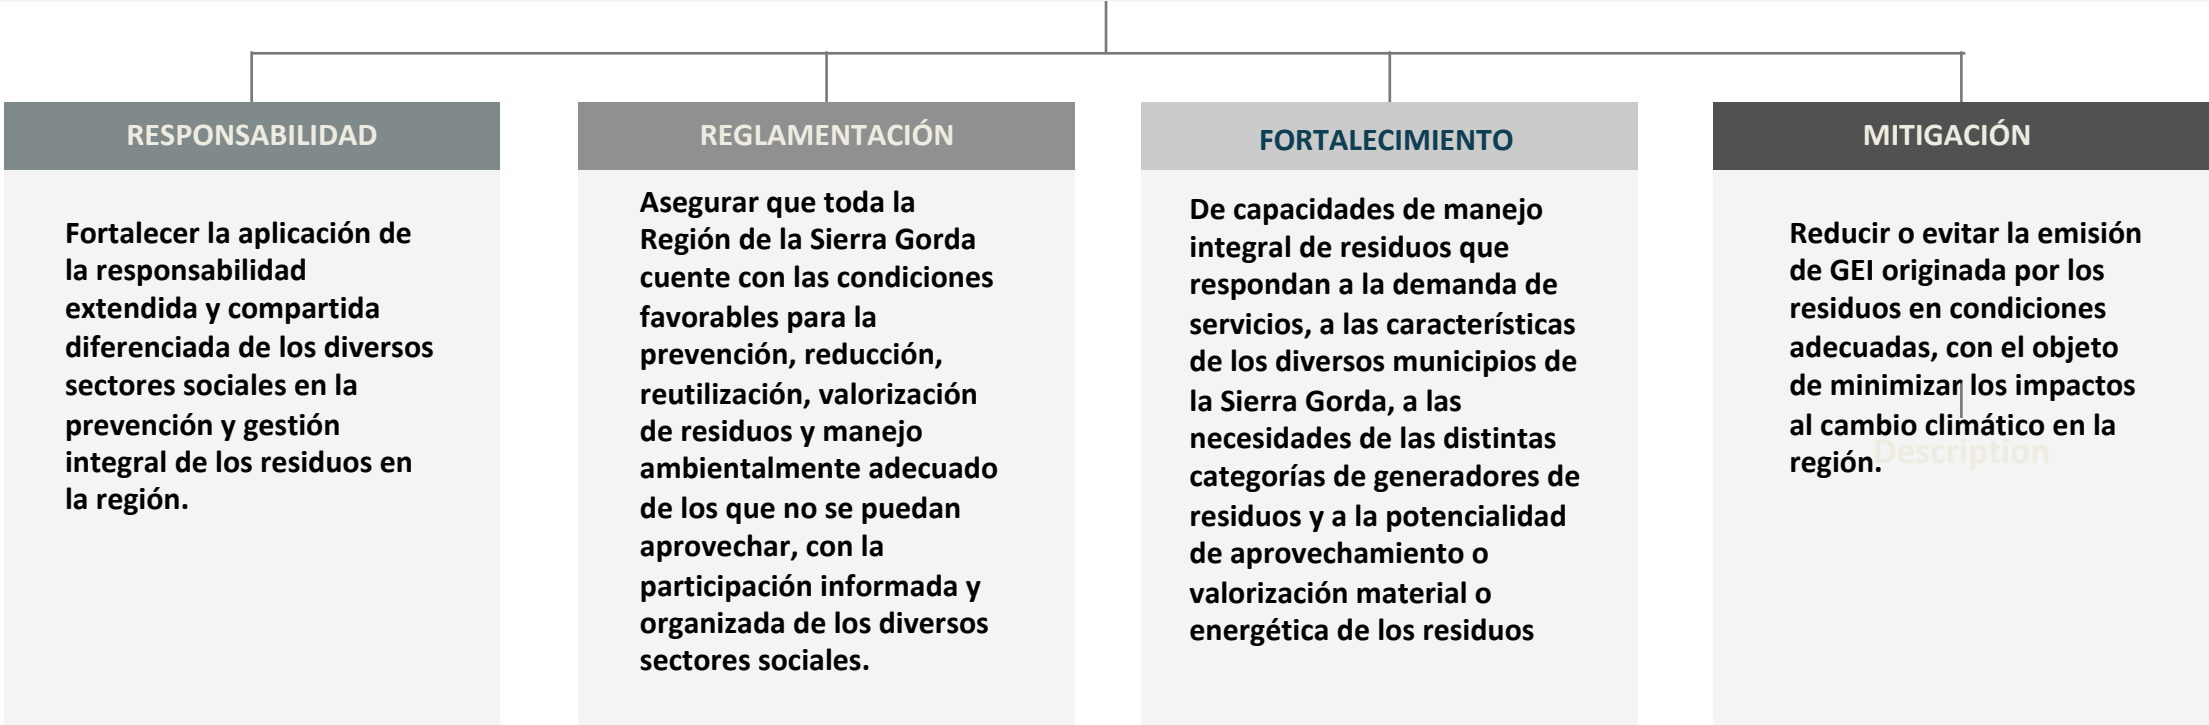 RESPONSABILIDAD
Fortalecer la aplicación de
la responsabilidad
extendida y compartida
diferenciada de los diversos
sectores sociales en la
prevención y gestión
integral de los residuos en
la región.
REGLAMENTACIÓN
Asegurar que toda la
Región de la Sierra Gorda
cuente con las condiciones
favorables para la
prevención, reducción,
reutilización, valorización
de residuos y manejo
ambientalmente adecuado
de los que no se puedan
aprovechar, con la
participación informada y
organizada de los diversos
sectores sociales.
FORTALECIMIENTO
De capacidades de manejo
integral de residuos que
respondan a la demanda de
servicios, a las características
de los diversos municipios de
la Sierra Gorda, a las
necesidades de las distintas
categorías de generadores de
residuos y a la potencialidad
de aprovechamiento o
valorización material o
energética de los residuos
MITIGACIÓN
Reducir o evitar la emisión
de GEI originada por los
residuos en condiciones
adecuadas, con el objeto
de minimizar los impactos
al cambio climático en la
región.
Description